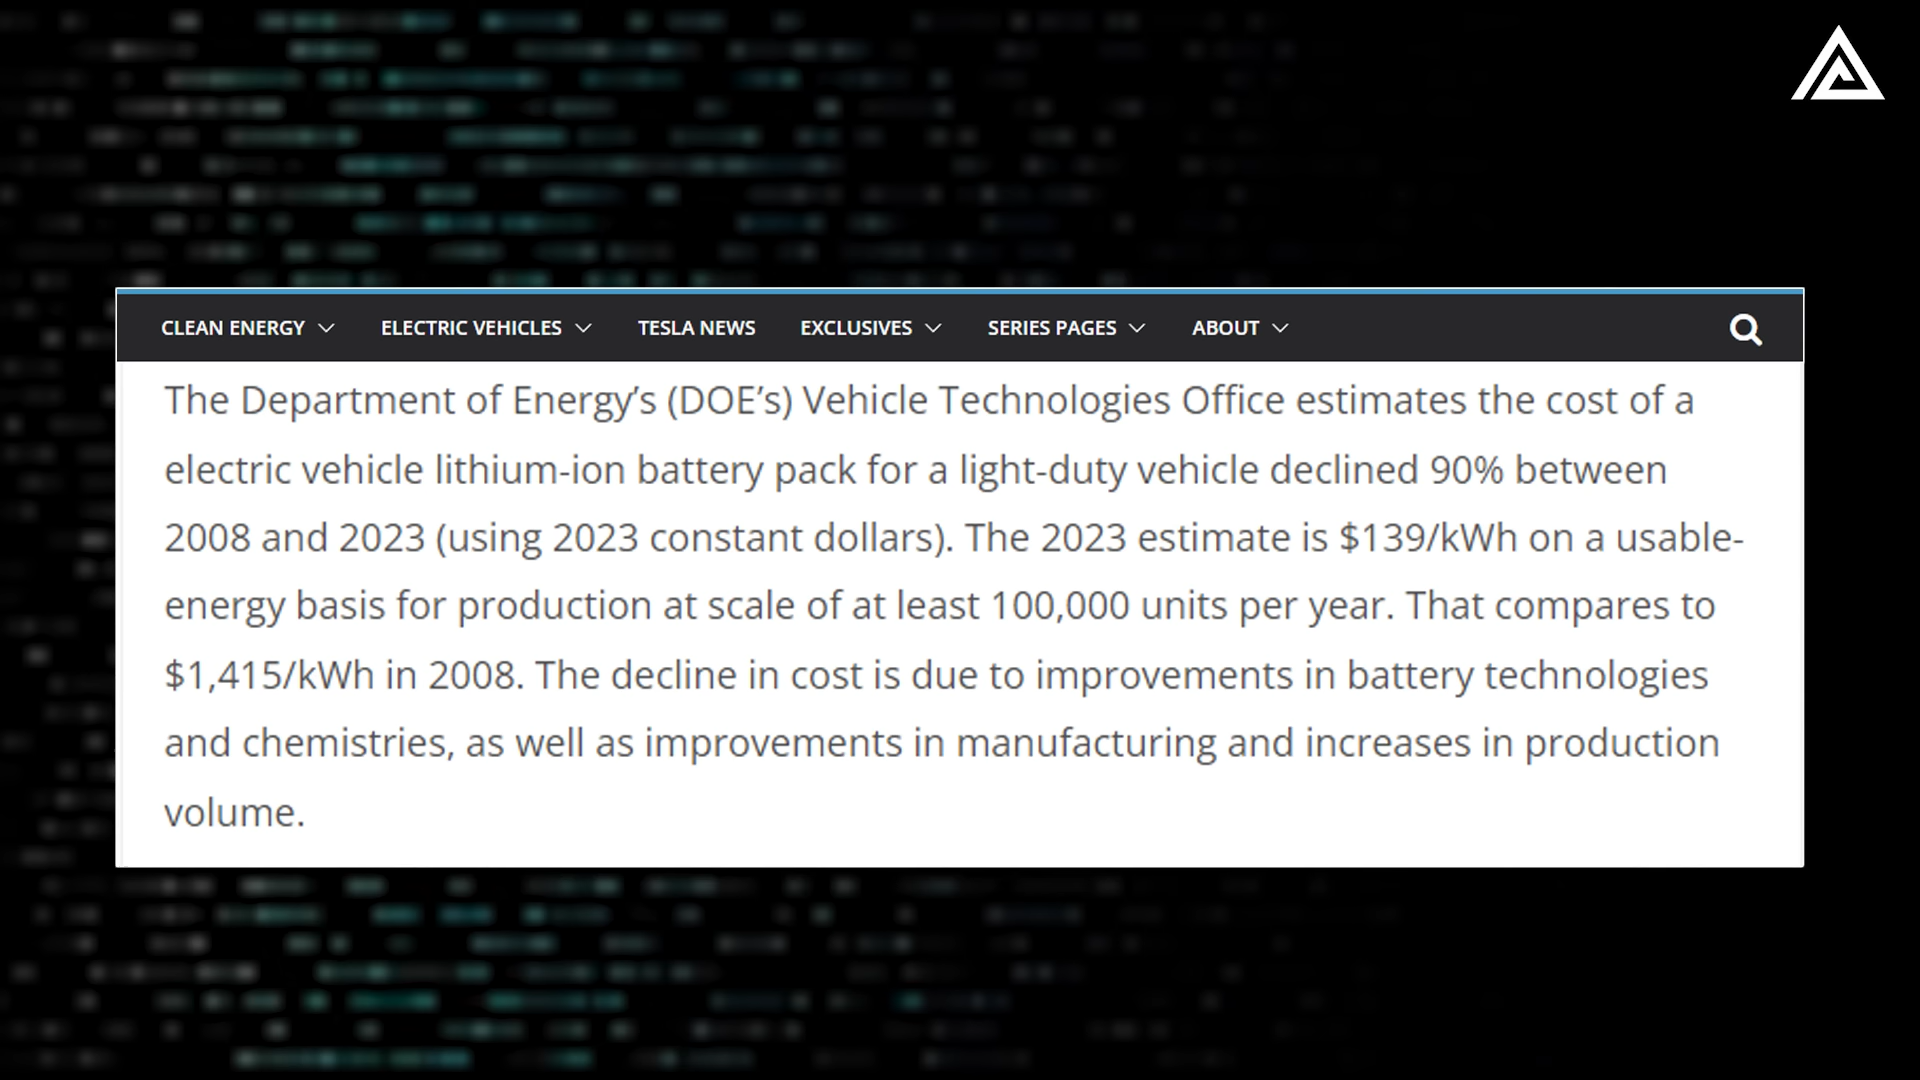 CLEAN ENERGY ELECTRIC VEHICLES TESLA NEWS EXCLUSIVES SERIES PAGES ABOUT
The Department of Energy’s (DOE’s) Vehicle Technologies Office estimates the cost of a
electric vehicle lithium-ion battery pack for a light-duty vehicle declined 90% between
2008 and 2023 (using 2023 constant dollars). The 2023 estimate is $139/kWh on a usable-
energy basis for production at scale of at least 100,000 units per year. That compares to
$1,415/kWh in 2008. The decline in cost is due to improvements in battery technologies
and chemistries, as well as improvements in manufacturing and increases in production
volume.